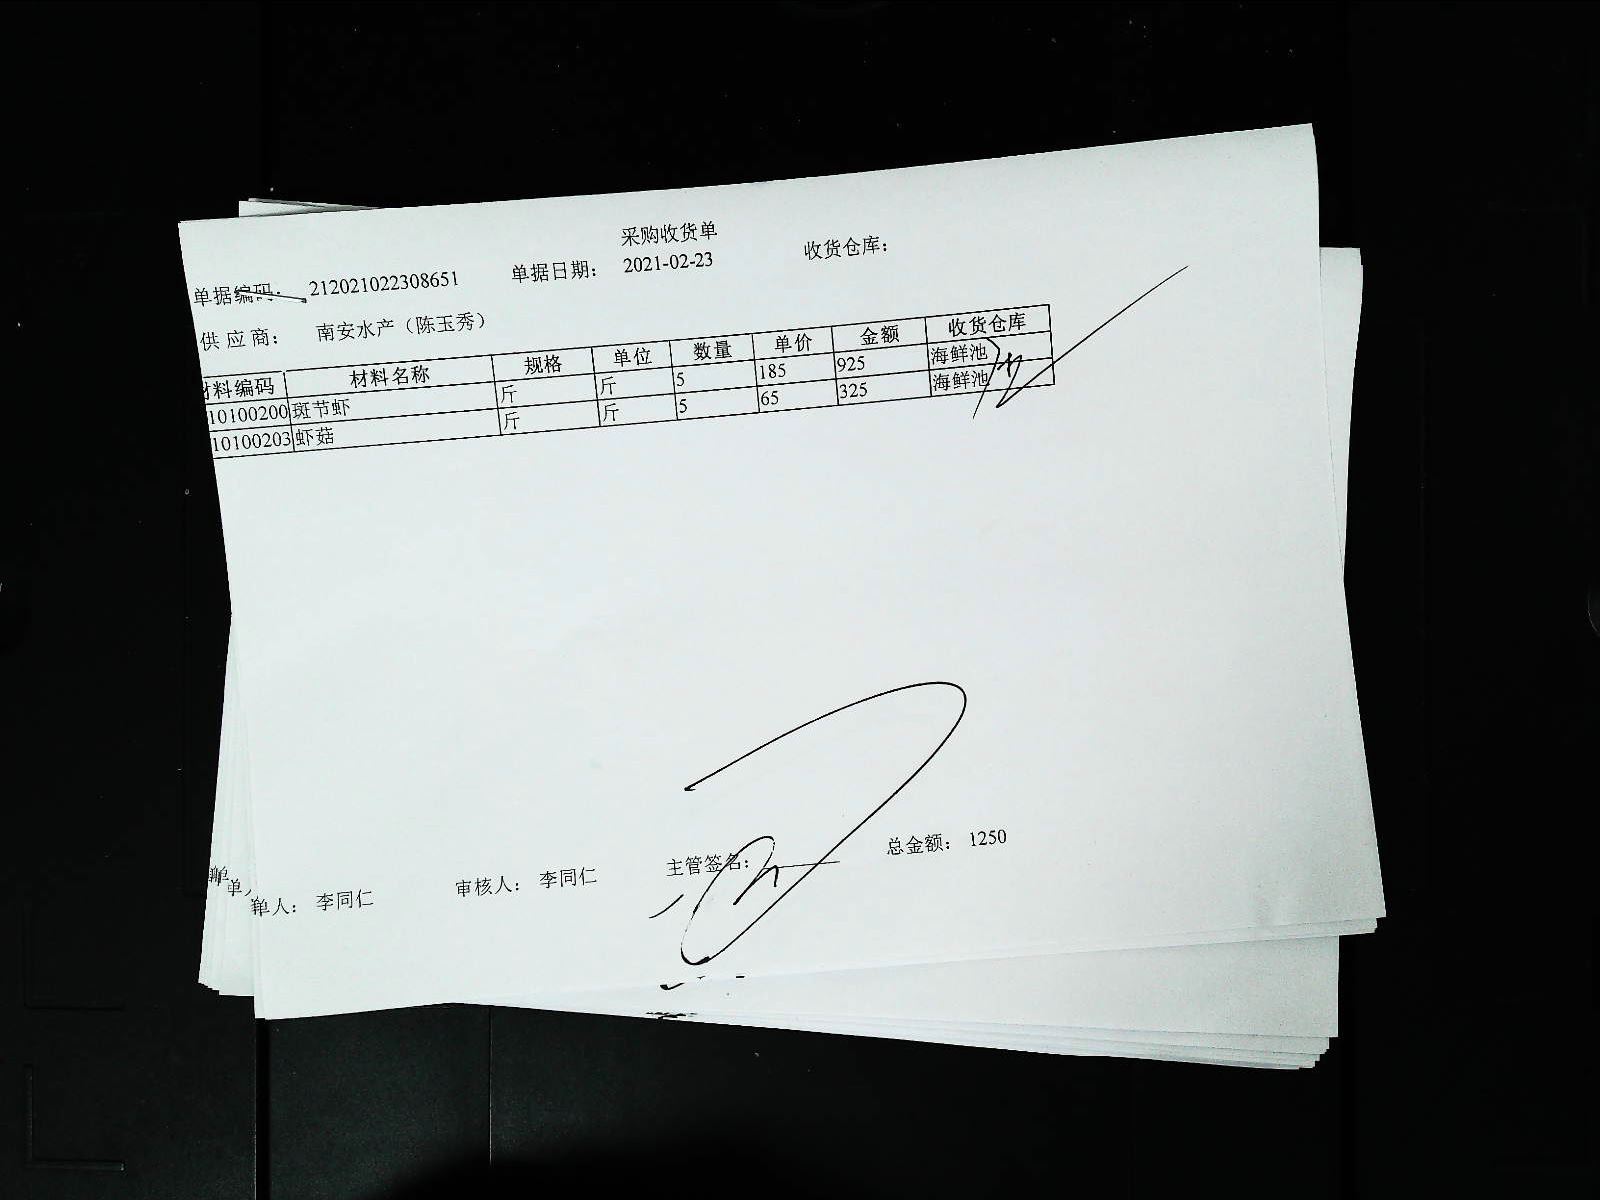 采购收货单
单据编码： 212021022308651 单据日期： 2021-02-23 收货仓库：
供应商： 南安水产（陈玉秀）
材料编码 材料名称 规格 单位 数量 单价 金额 收货仓库
10100200 斑节虾 斤 斤 5 185 925 海鲜池
10100203 虾菇 斤 斤 5 65 325 海鲜池
单人： 李同仁 审核人： 李同仁 主管签名： 总金额： 1250